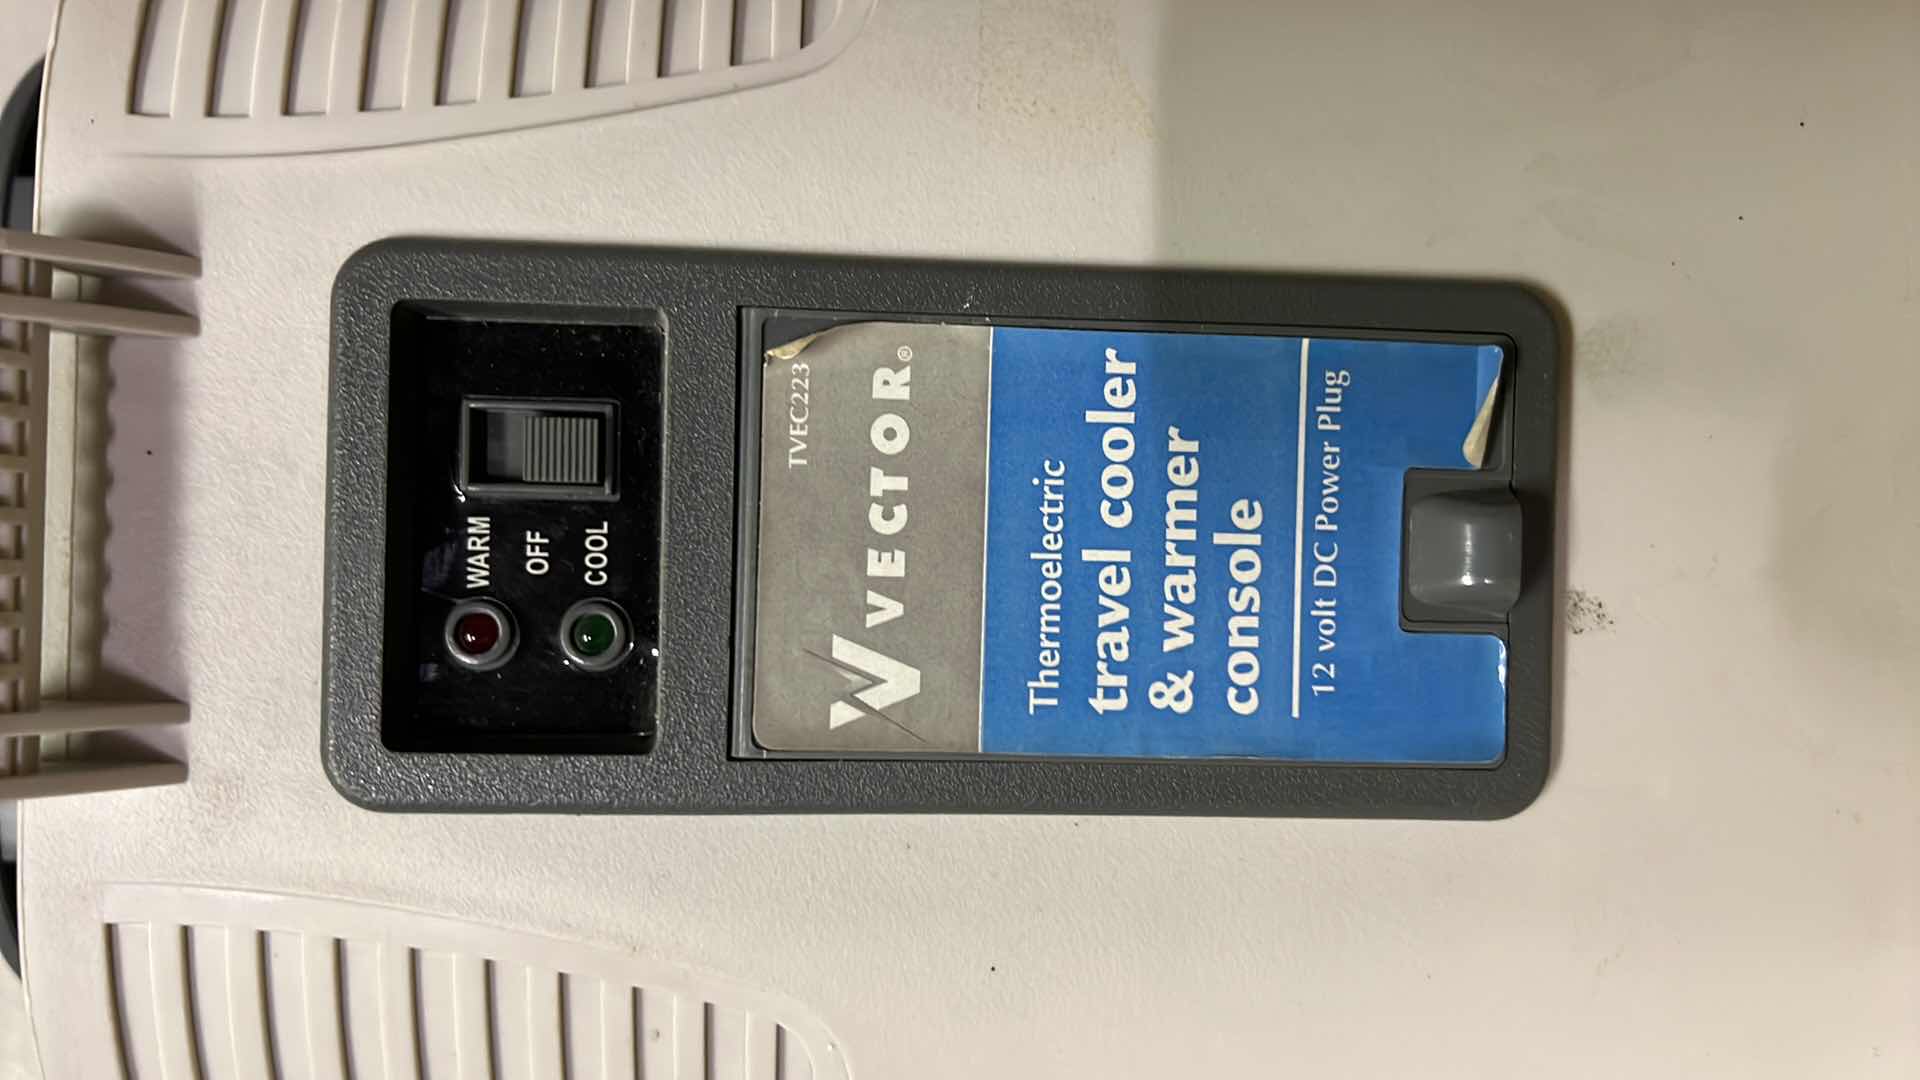 WARM
OFF
COOL
TVEC223
VECTOR®
Thermoelectric
travel cooler
& warmer
console
12 volt DC Power Plug